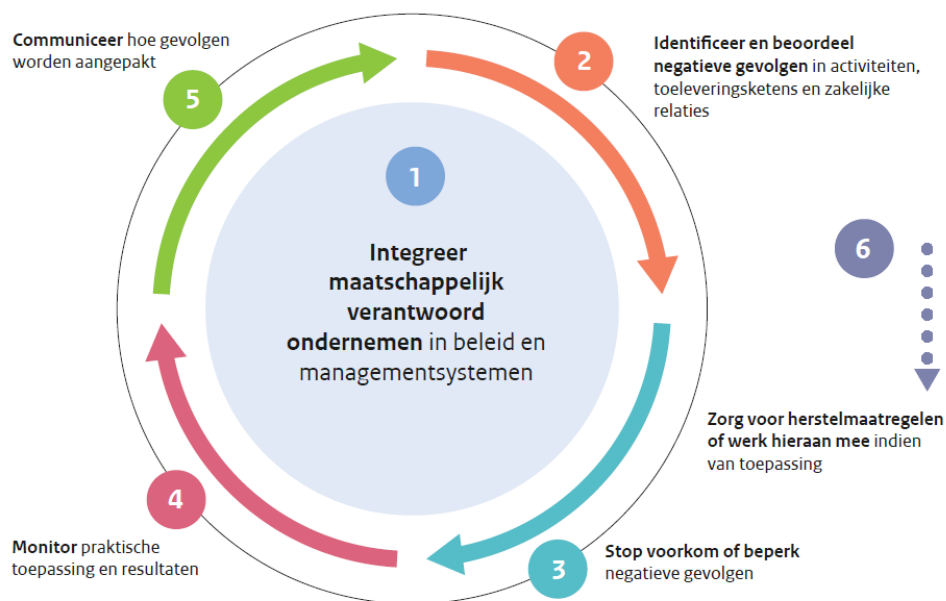 Communiceer hoe gevolgen
worden aangepakt
5
2
Identificeer en beoordeel
negatieve gevolgen in activiteiten,
toeleveringsketens en zakelijke
relaties
1
Integreer
maatschappelijk
verantwoord
ondernemen in beleid en
managementsystemen
6
Zorg voor herstelmaatregelen
of werk hieraan mee indien
van toepassing
4
Monitor praktische
toepassing en resultaten
3
Stop voorkom of beperk
negatieve gevolgen